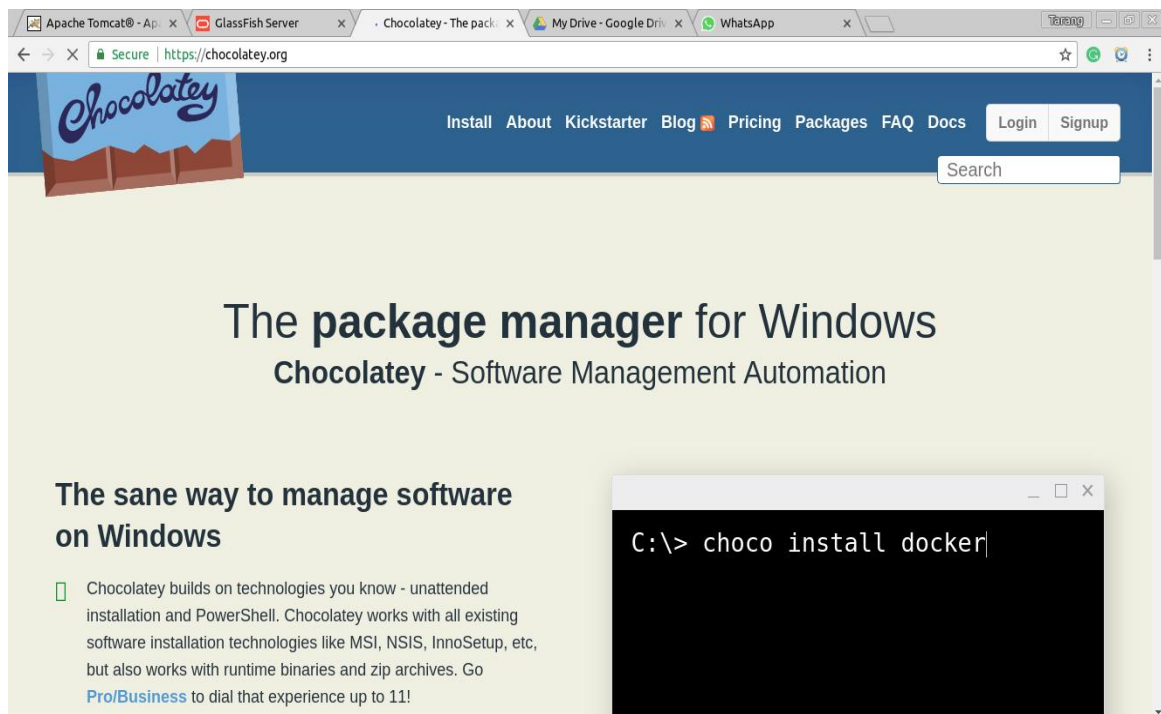 Apache Tomcat® - Ap
GlassFish Server
Chocolatey - The pack
My Drive - Google Driv
WhatsApp
Tarang
Secure | https://chocolatey.org
Chocolatey
Install About Kickstarter Blog Pricing Packages FAQ Docs Login Signup
Search
The package manager for Windows
Chocolatey - Software Management Automation
The sane way to manage software
on Windows
Chocolatey builds on technologies you know - unattended
installation and PowerShell. Chocolatey works with all existing
software installation technologies like MSI, NSIS, InnoSetup, etc,
but also works with runtime binaries and zip archives. Go
Pro/Business to dial that experience up to 11!
C:\> choco install docker